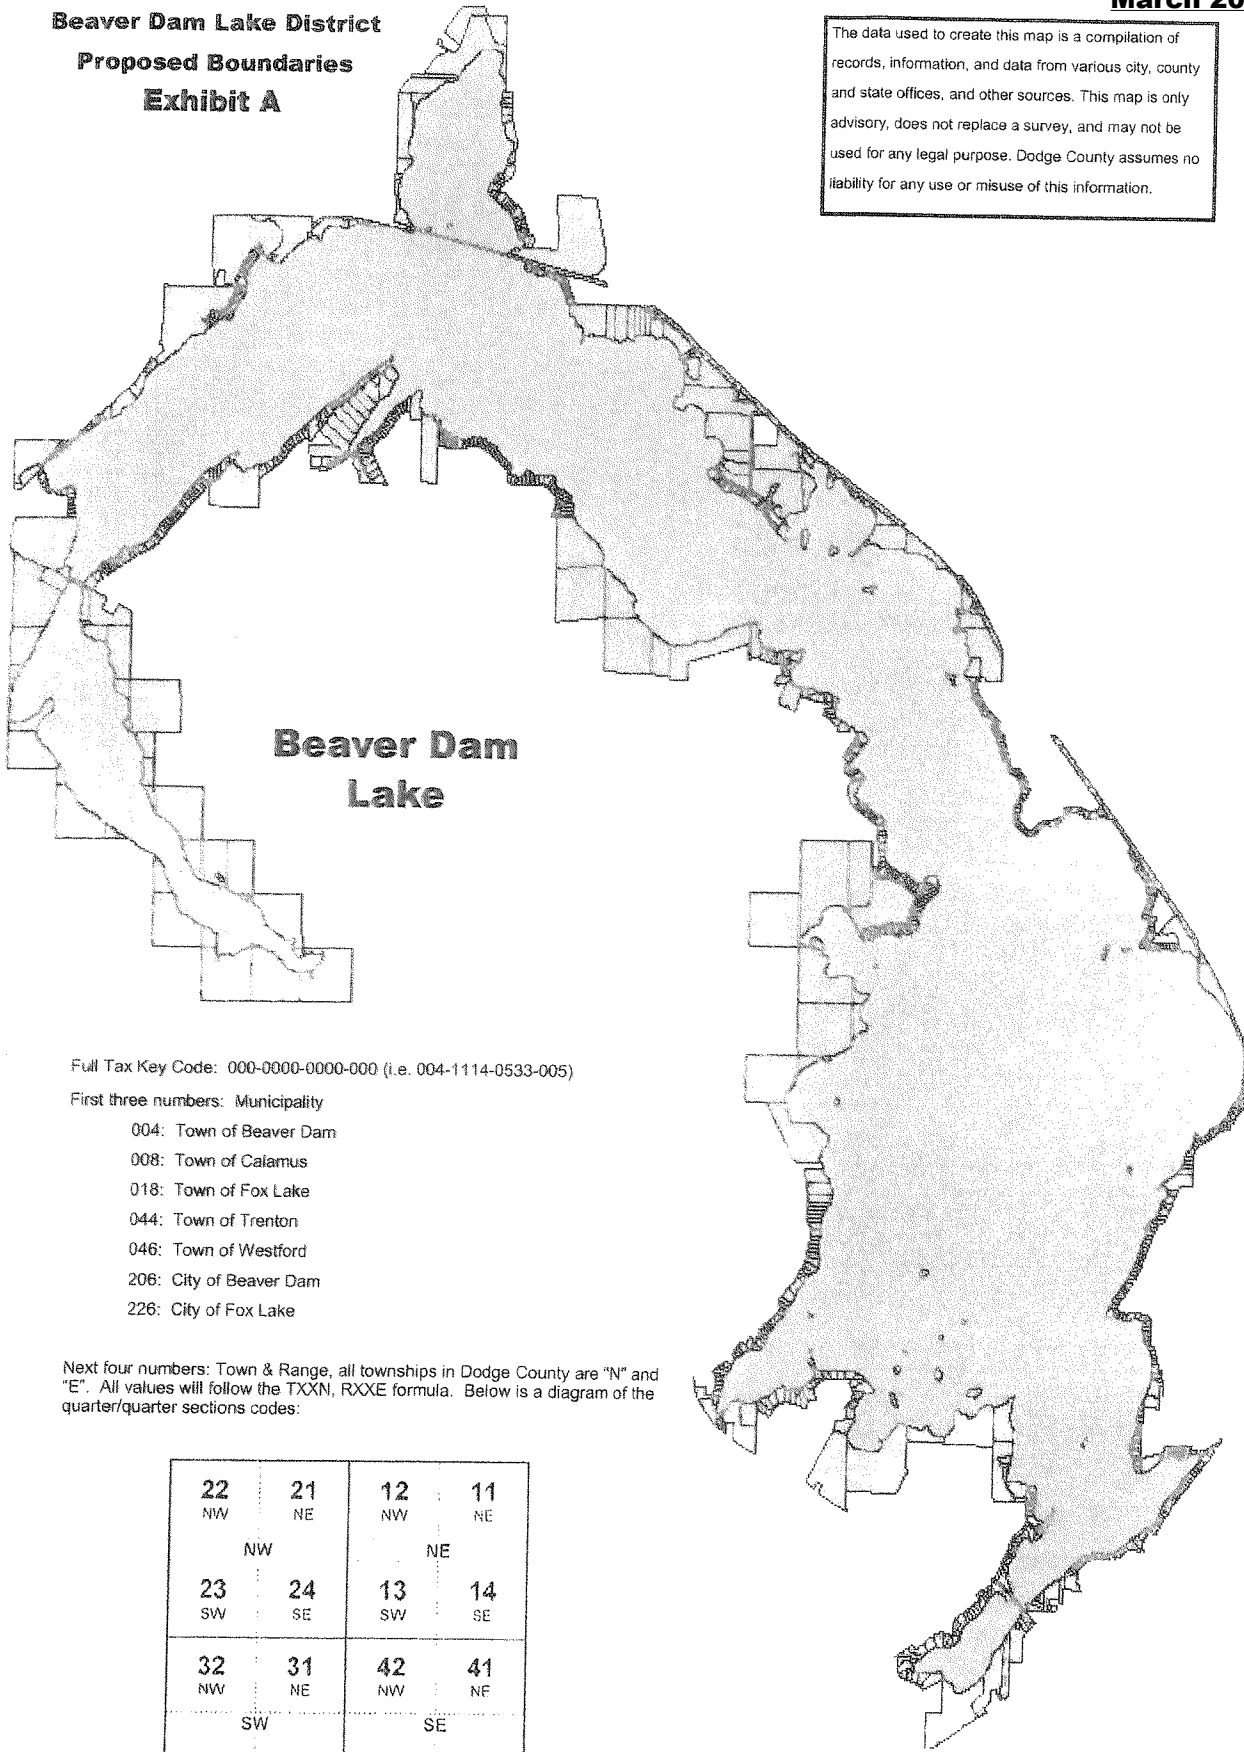 March 20
Beaver Dam Lake District
Proposed Boundaries
Exhibit A
The data used to create this map is a compilation of
records, information, and data from various city, county
and state offices, and other sources. This map is only
advisory, does not replace a survey, and may not be
used for any legal purpose. Dodge County assumes no
liability for any use or misuse of this information.
Beaver Dam
Lake
Full Tax Key Code: 000-0000-0000-000 (i.e. 004-1114-0533-005)
First three numbers: Municipality
004: Town of Beaver Dam
008: Town of Calamus
018: Town of Fox Lake
044: Town of Trenton
046: Town of Westford
206: City of Beaver Dam
226: City of Fox Lake
Next four numbers: Town & Range, all townships in Dodge County are "N" and
"E". All values will follow the TXXN, RXXE formula. Below is a diagram of the
quarter/quarter sections codes:
22 21 12 11
NW NE NW NE
NW NE
23 24 13 14
SW SE SW SE
32 31 42 41
NW NE NW NE
SW SE